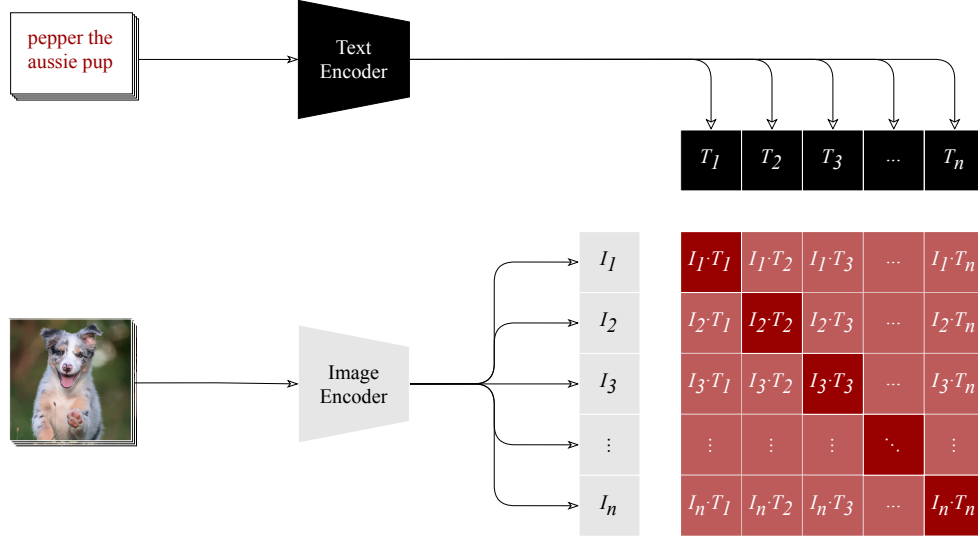 pepper the
aussie pup
Text
Encoder
T1 T2 T3 ... Tn
I1 I1·T1 I1·T2 I1·T3 ... I1·Tn
I2 I2·T1 I2·T2 I2·T3 ... I2·Tn
Image
Encoder
I3 I3·T1 I3·T2 I3·T3 ... I3·Tn
⋮ ⋮ ⋮ ⋮ ⋱ ⋮
In In·T1 In·T2 In·T3 ... In·Tn